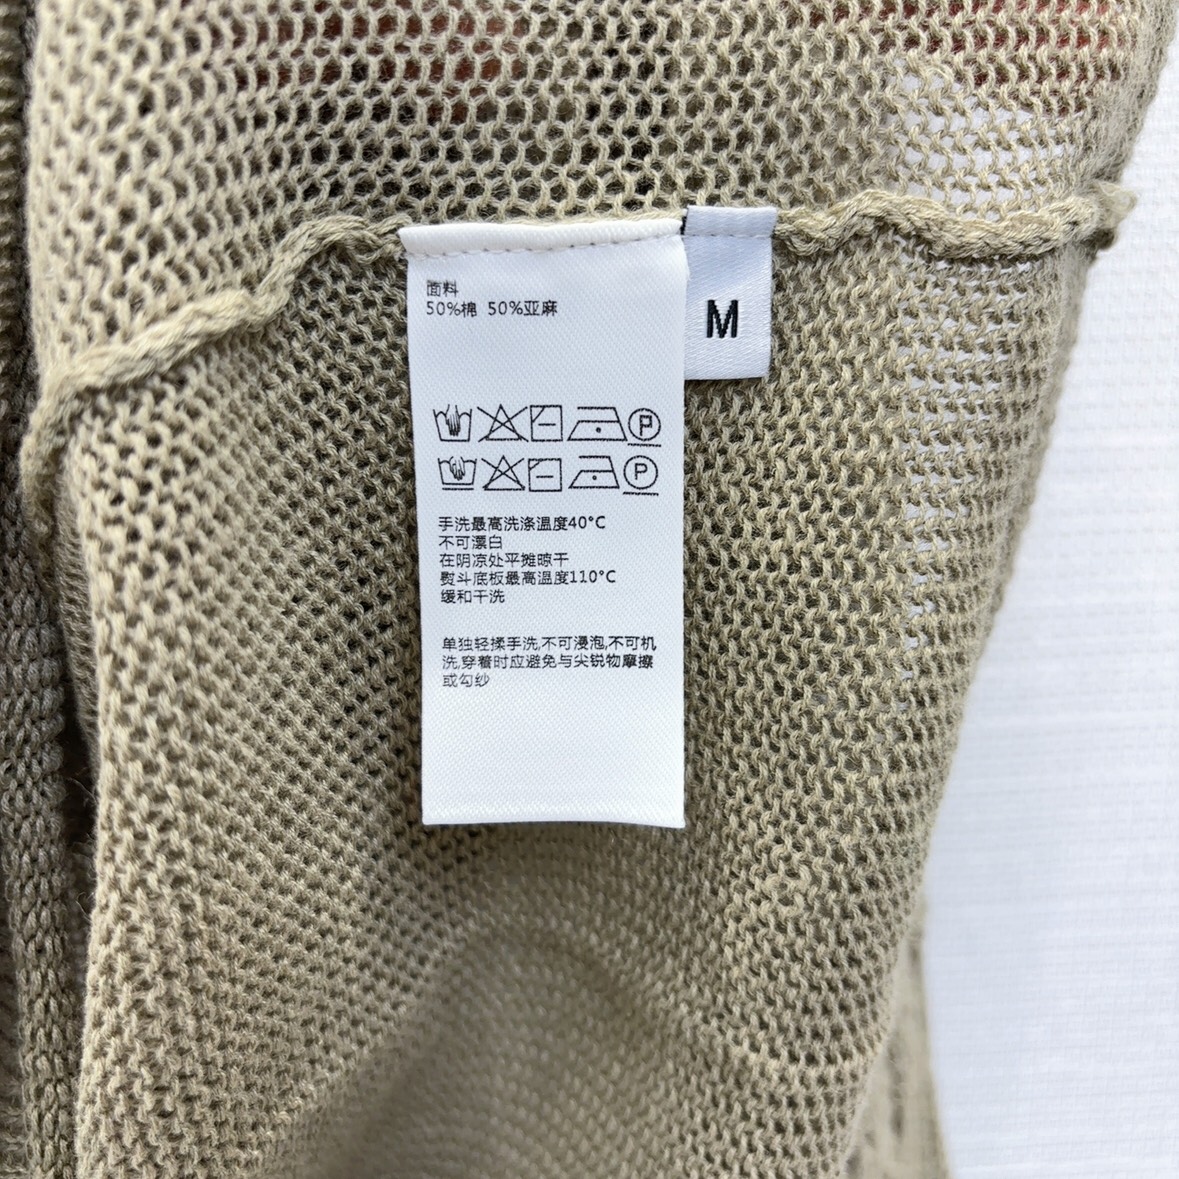 面料
50%棉 50%亚麻
M
P
P
手洗最高洗涤温度40°C
不可漂白
在阴凉处平摊晾干
熨斗底板最高温度110°C
缓和干洗
单独轻揉手洗,不可浸泡,不可机
洗,穿着时应避免与尖锐物摩擦
或勾纱